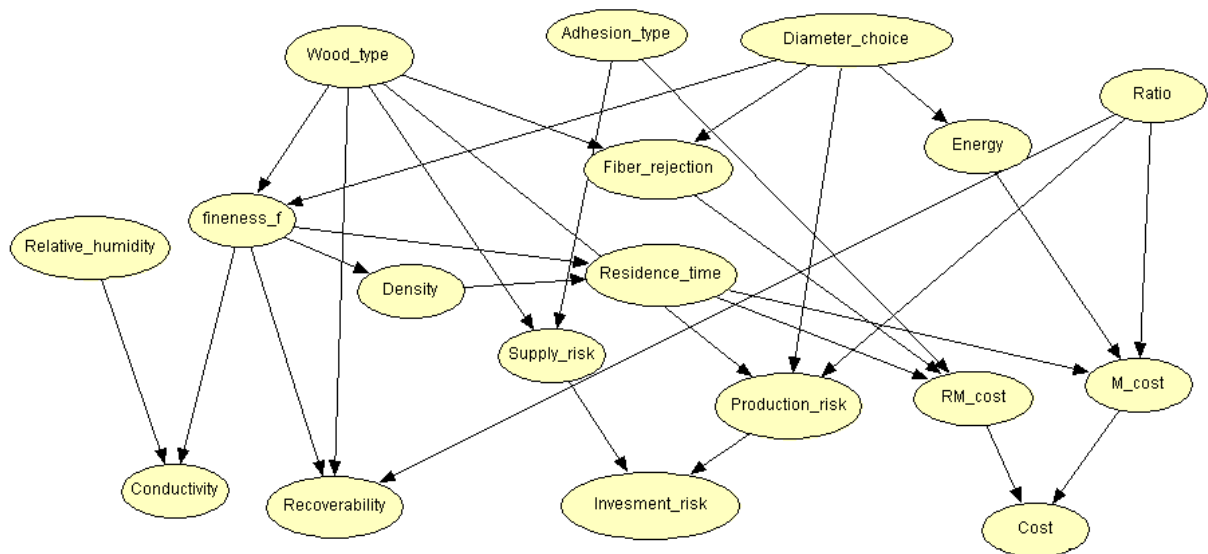 Adhesion_type
Diameter_choice
Wood_type
Ratio
Energy
Fiber_rejection
fineness_f
Relative_humidity
Residence_time
Density
Supply_risk
M_cost
RM_cost
Production_risk
Conductivity
Recoverability
Invesment_risk
Cost